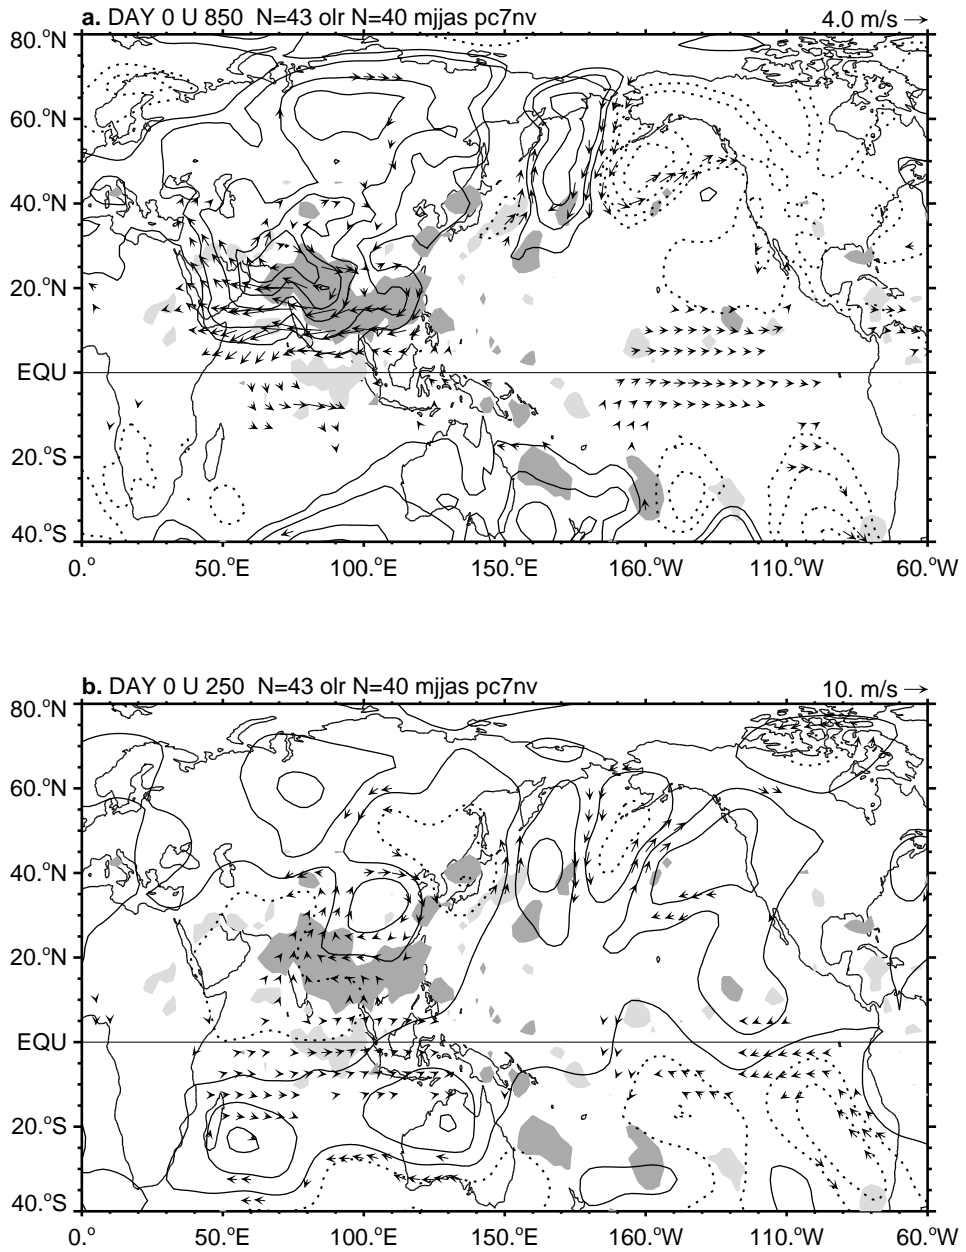 a. DAY 0 U 850 N=43 olr N=40 mjjas pc7nv 4.0 m/s →
80.°N
60.°N
40.°N
20.°N
EQU
20.°S
40.°S
0.° 50.°E 100.°E 150.°E 160.°W 110.°W 60.°W
b. DAY 0 U 250 N=43 olr N=40 mjjas pc7nv 10. m/s →
80.°N
60.°N
40.°N
20.°N
EQU
20.°S
40.°S
0.° 50.°E 100.°E 150.°E 160.°W 110.°W 60.°W